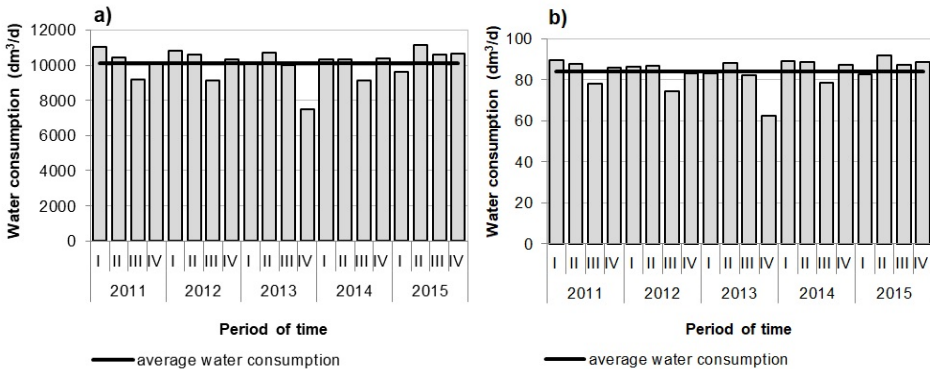 a)
Water consumption (dm³/d)
12000
10000
8000
6000
4000
2000
0
I II III IV I II III IV I II III IV I II III IV I II III IV
2011 2012 2013 2014 2015
Period of time
average water consumption
b)
Water consumption (dm³/d)
100
80
60
40
20
0
I II III IV I II III IV I II III IV I II III IV I II III IV
2011 2012 2013 2014 2015
Period of time
average water consumption